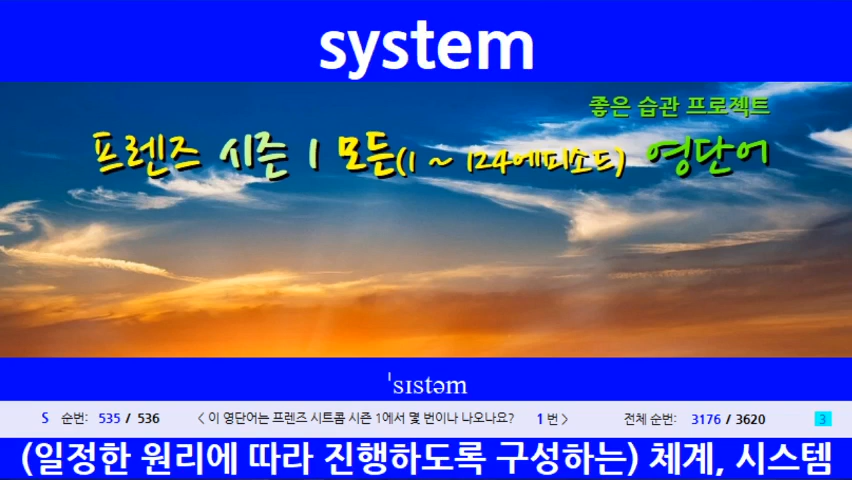 system
좋은 습관 프로젝트
프렌즈 시즌 1 모든(1 ~ 124에피소드) 영단어
ˈsɪstəm
S 순번: 535 / 536 < 이 영단어는 프렌즈 시트콤 시즌 1에서 몇 번이나 나오나요? 1 번 > 전체 순번: 3176 / 3620 3
(일정한 원리에 따라 진행하도록 구성하는) 체계, 시스템